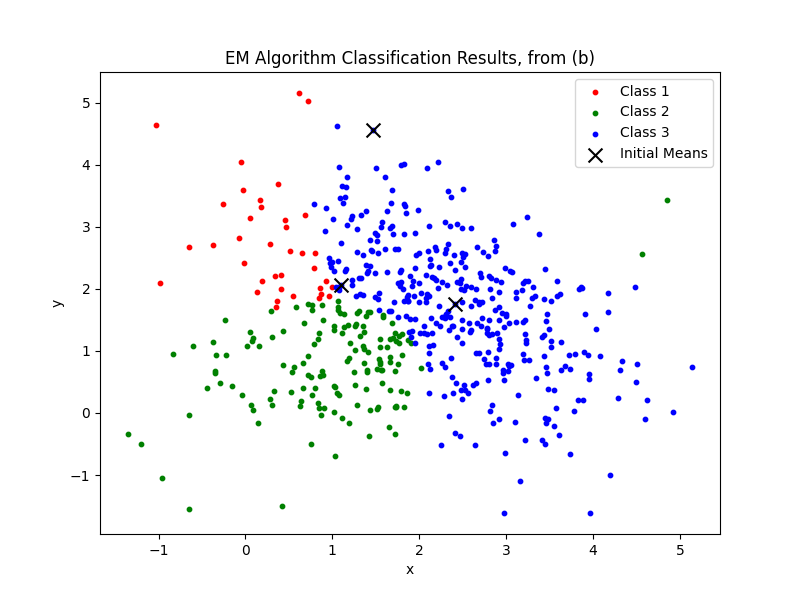 EM Algorithm Classification Results, from (b)
Class 1
Class 2
Class 3
Initial Means
5
4
3
2
1
0
−1
y
−1
0
1
2
3
4
5
x